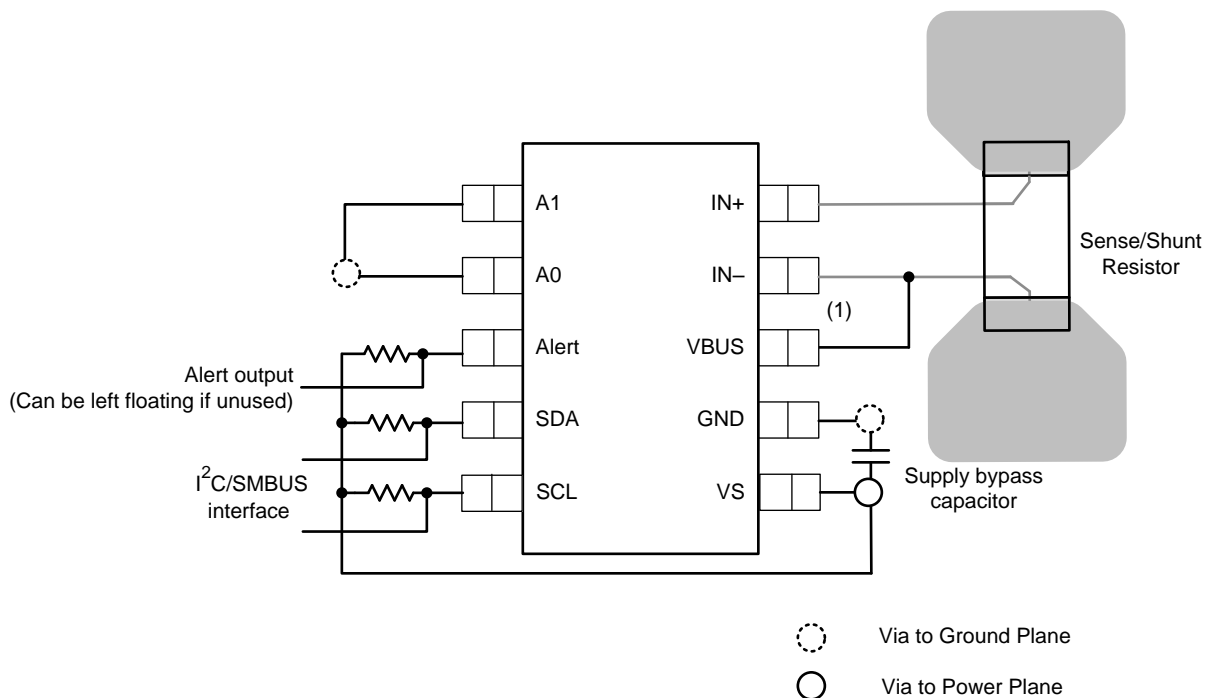 A1
A0
Alert
SDA
SCL
IN+
IN–
(1)
VBUS
GND
VS
Sense/Shunt
Resistor
Alert output
(Can be left floating if unused)
I²C/SMBUS
interface
Supply bypass
capacitor
Via to Ground Plane
Via to Power Plane